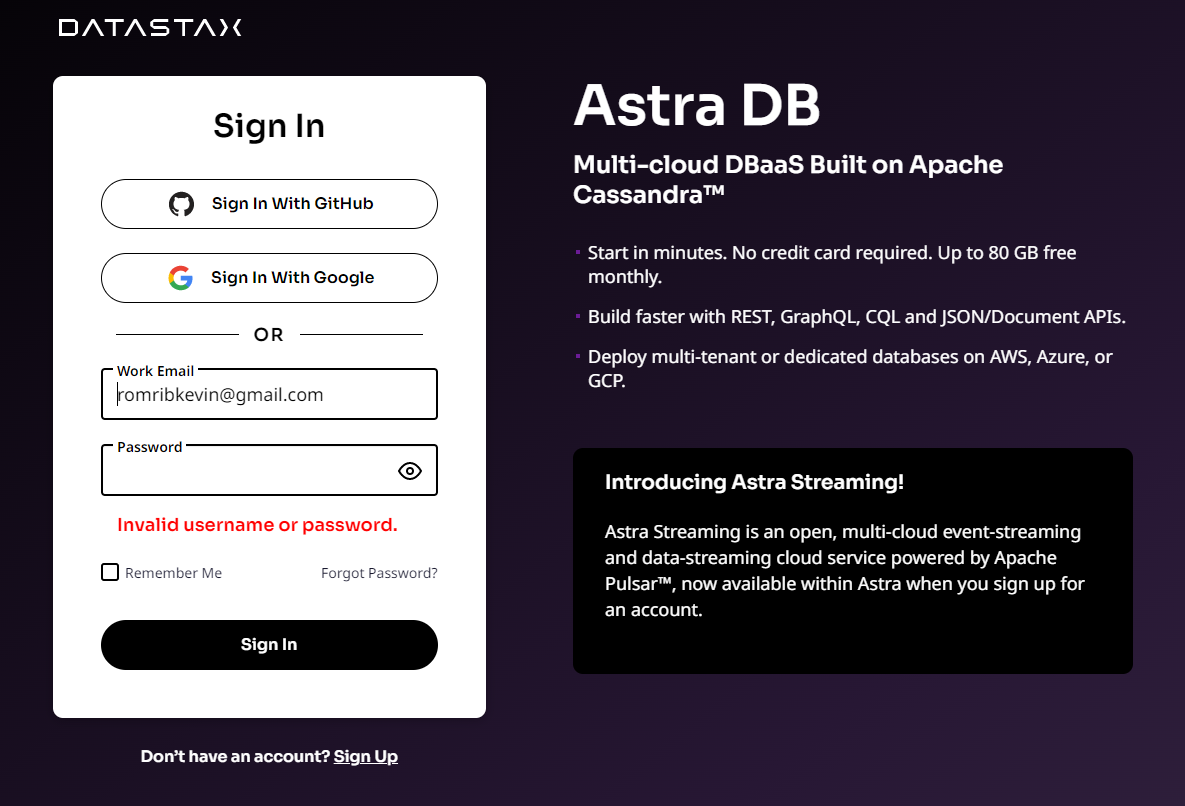 DATASTAX
Sign In
Sign In With GitHub
Sign In With Google
OR
Work Email
romribkevin@gmail.com
Password
Invalid username or password.
Remember Me
Forgot Password?
Sign In
Don’t have an account? Sign Up
Astra DB
Multi-cloud DBaaS Built on Apache
Cassandra™
Start in minutes. No credit card required. Up to 80 GB free
monthly.
Build faster with REST, GraphQL, CQL and JSON/Document APIs.
Deploy multi-tenant or dedicated databases on AWS, Azure, or
GCP.
Introducing Astra Streaming!
Astra Streaming is an open, multi-cloud event-streaming
and data-streaming cloud service powered by Apache
Pulsar™, now available within Astra when you sign up for
an account.